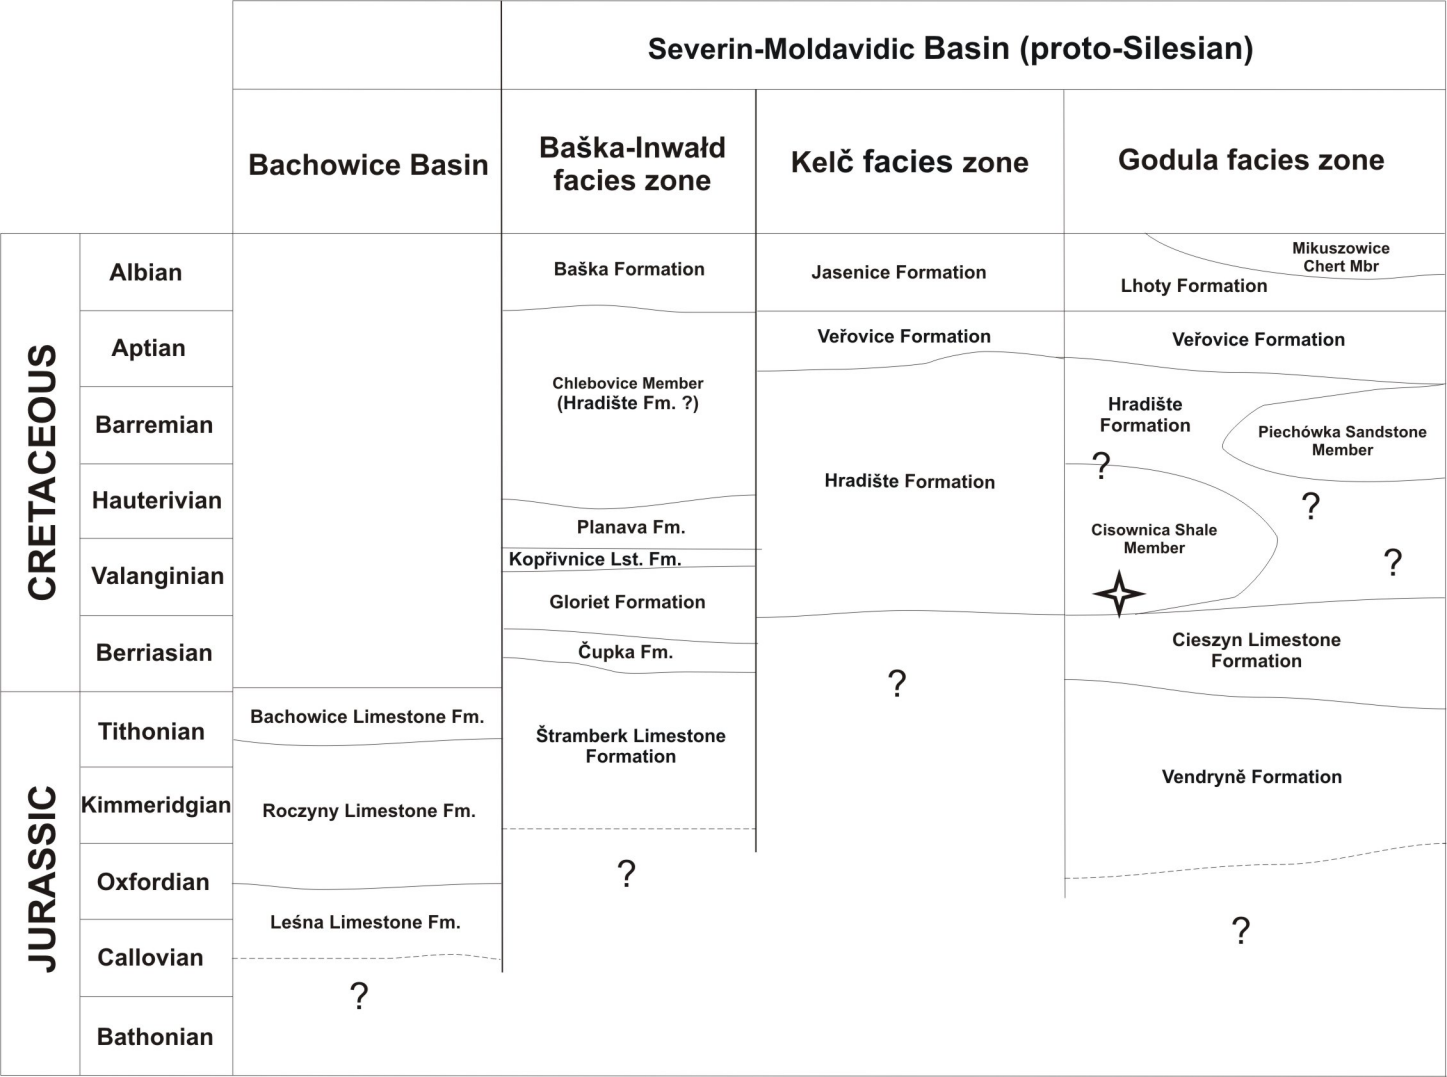 Severin-Moldavidic Basin (proto-Silesian)
Bachowice Basin
Baška-Inwałd
facies zone
Kelč facies zone
Godula facies zone
CRETACEOUS
Albian
Aptian
Barremian
Hauterivian
Valanginian
Berriasian
JURASSIC
Tithonian
Kimmeridgian
Oxfordian
Callovian
Bathonian
Bachowice Limestone Fm.
Roczyny Limestone Fm.
Leśna Limestone Fm.
?
Baška Formation
Chlebovice Member
(Hradište Fm. ?)
Planava Fm.
Kopřivnice Lst. Fm.
Gloriet Formation
Čupka Fm.
Štramberk Limestone
Formation
?
Jasenice Formation
Veřovice Formation
Hradište Formation
?
Mikuszowice
Chert Mbr
Lhoty Formation
Veřovice Formation
Hradište
Formation
?
Piechówka Sandstone
Member
?
Cisownica Shale
Member
?
Cieszyn Limestone
Formation
Vendryně Formation
?